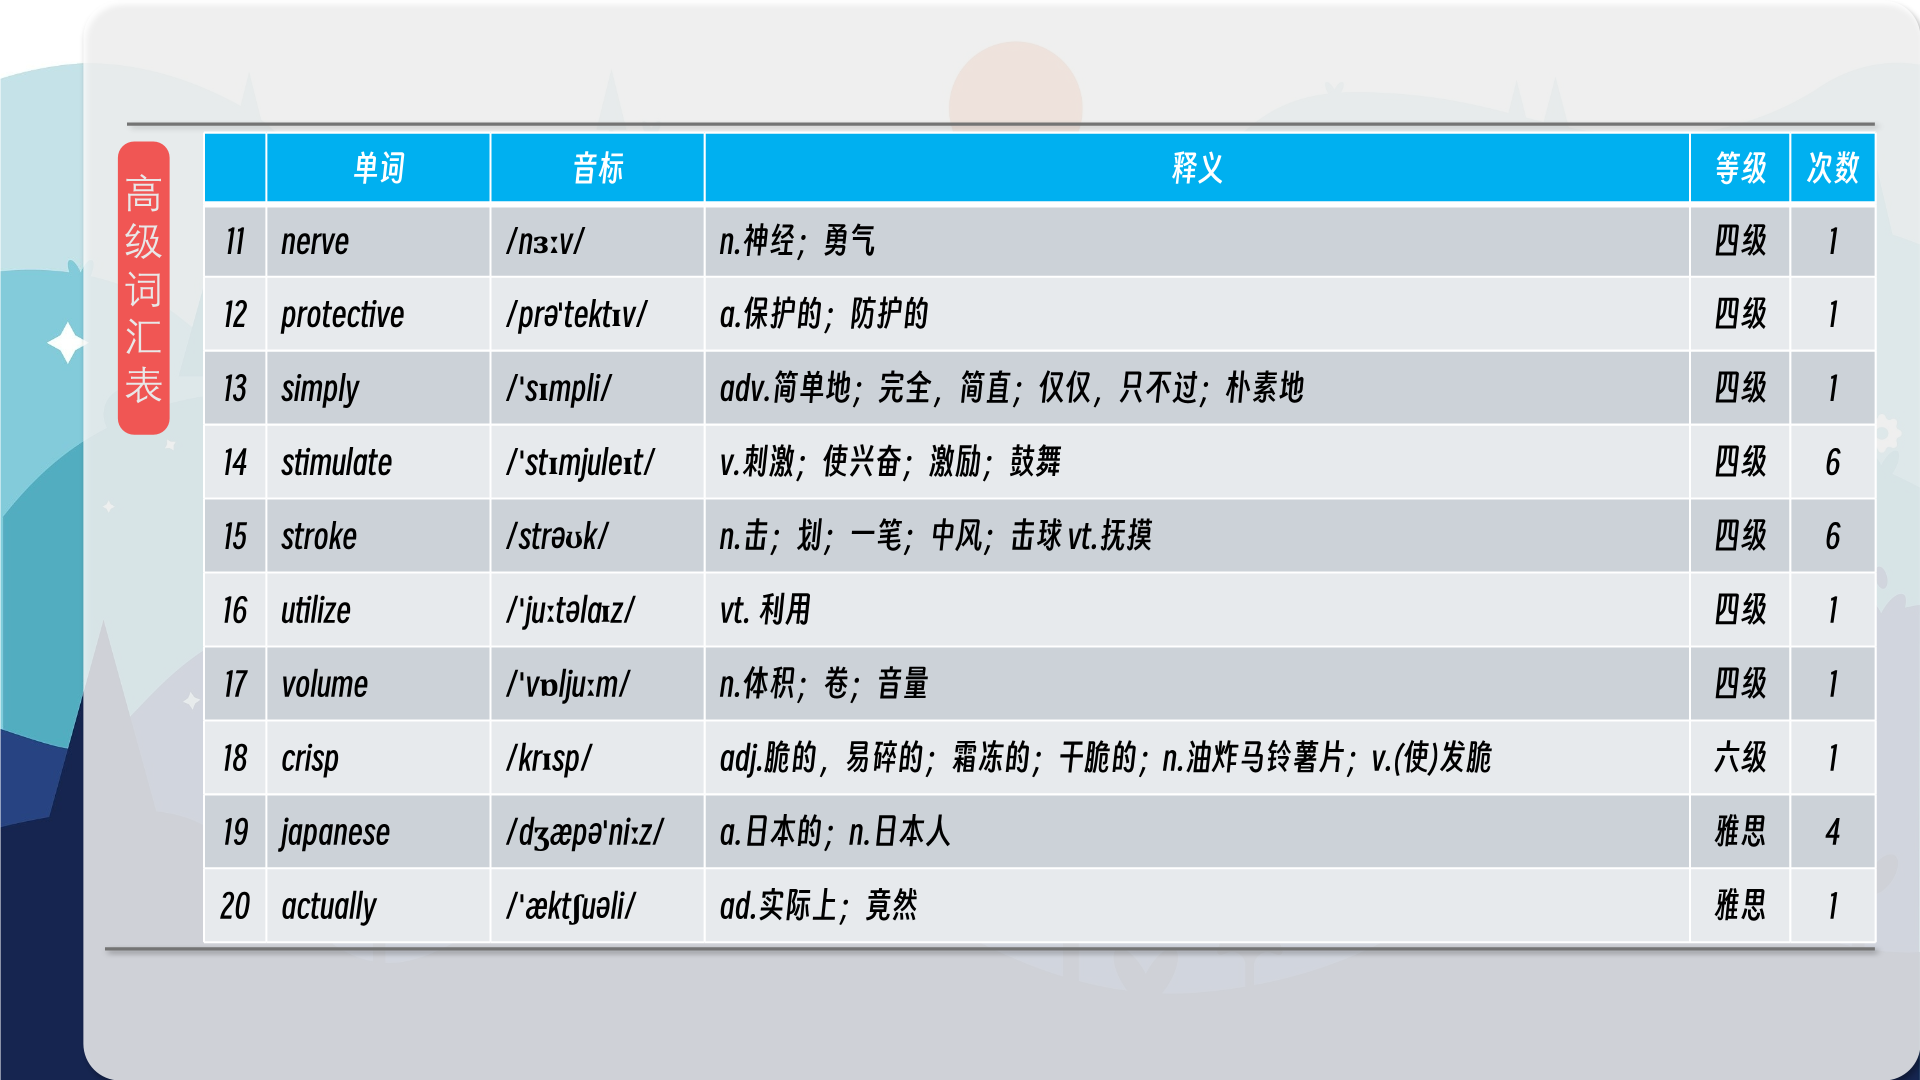 高级词汇表
单词 音标 释义 等级 次数
11 nerve /nɜːv/ n.神经；勇气 四级 1
12 protective /prə'tektɪv/ a.保护的；防护的 四级 1
13 simply /'sɪmpli/ adv.简单地；完全，简直；仅仅，只不过；朴素地 四级 1
14 stimulate /'stɪmjuleɪt/ v.刺激；使兴奋；激励；鼓舞 四级 6
15 stroke /strəʊk/ n.击；划；一笔；中风；击球 vt.抚摸 四级 6
16 utilize /'juːtəlaɪz/ vt. 利用 四级 1
17 volume /'vɒljuːm/ n.体积；卷；音量 四级 1
18 crisp /krɪsp/ adj.脆的，易碎的；霜冻的；干脆的；n.油炸马铃薯片；v.(使)发脆 六级 1
19 japanese /dʒæpə'niːz/ a.日本的；n.日本人 雅思 4
20 actually /'æktʃuəli/ ad.实际上；竟然 雅思 1